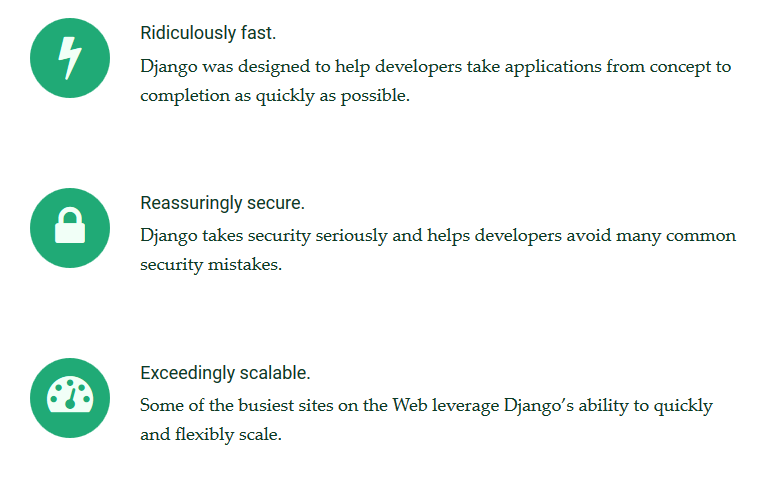 Ridiculously fast.
Django was designed to help developers take applications from concept to
completion as quickly as possible.
Reassuringly secure.
Django takes security seriously and helps developers avoid many common
security mistakes.
Exceedingly scalable.
Some of the busiest sites on the Web leverage Django’s ability to quickly
and flexibly scale.